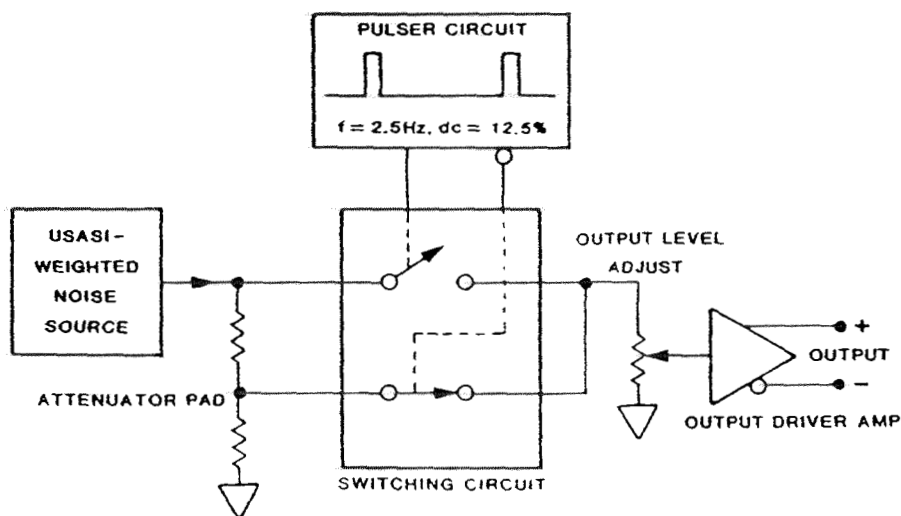 PULSER CIRCUIT
f = 2.5Hz, dc = 12.5%
USASI-
WEIGHTED
NOISE
SOURCE
OUTPUT LEVEL
ADJUST
ATTENUATOR PAD
+
OUTPUT
-
OUTPUT DRIVER AMP
SWITCHING CIRCUIT